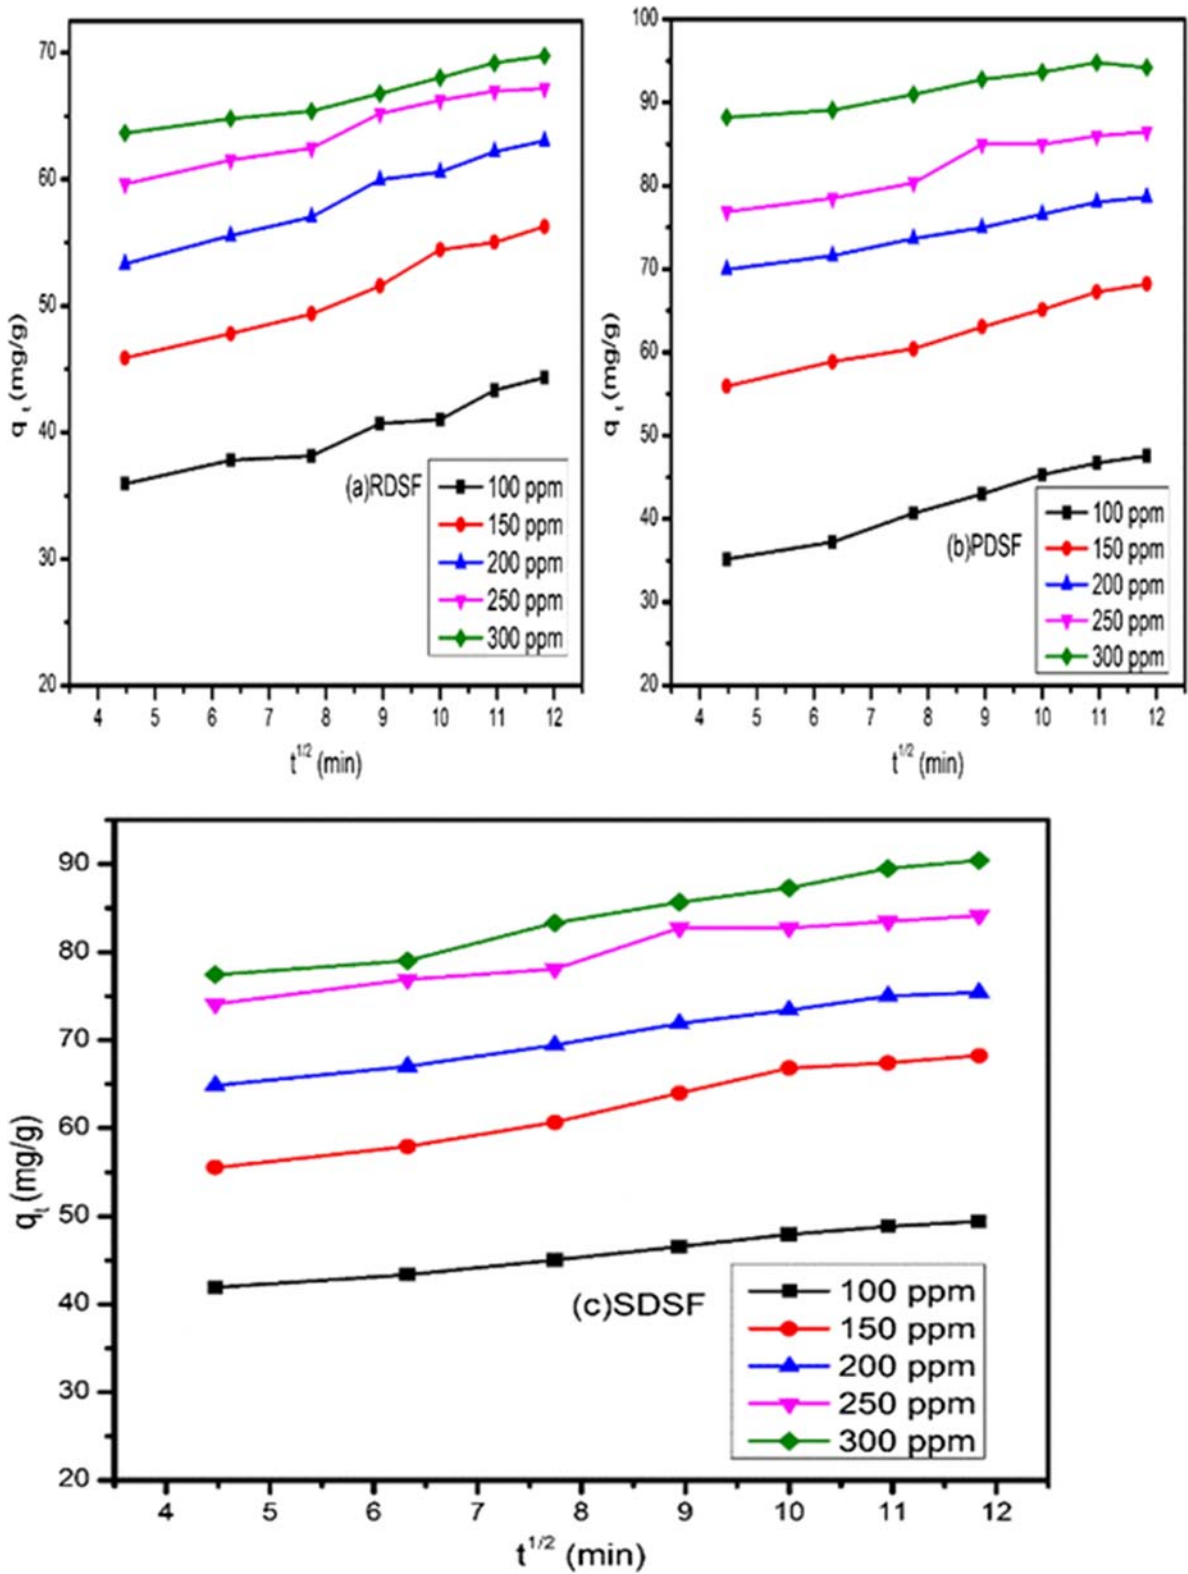 70
60
50
40
30
20
q t (mg/g)
(a)RDSF
100 ppm
150 ppm
200 ppm
250 ppm
300 ppm
4 5 6 7 8 9 10 11 12
t1/2 (min)
100
90
80
70
60
50
40
30
20
q t (mg/g)
(b)PDSF
100 ppm
150 ppm
200 ppm
250 ppm
300 ppm
4 5 6 7 8 9 10 11 12
t1/2 (min)
90
80
70
60
50
40
30
20
qt (mg/g)
(c)SDSF
100 ppm
150 ppm
200 ppm
250 ppm
300 ppm
4 5 6 7 8 9 10 11 12
t1/2 (min)